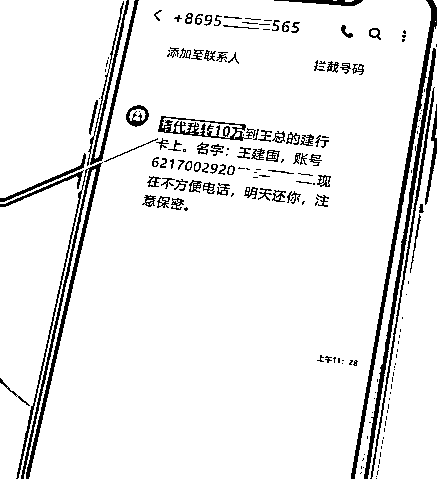 +8695 565
添加至联系人 拦截号码
请代我转10万到王总的建行
卡上。名字：王建国，账号
6217002920 .现
在不方便电话，明天还你，注
意保密。
上午11：28